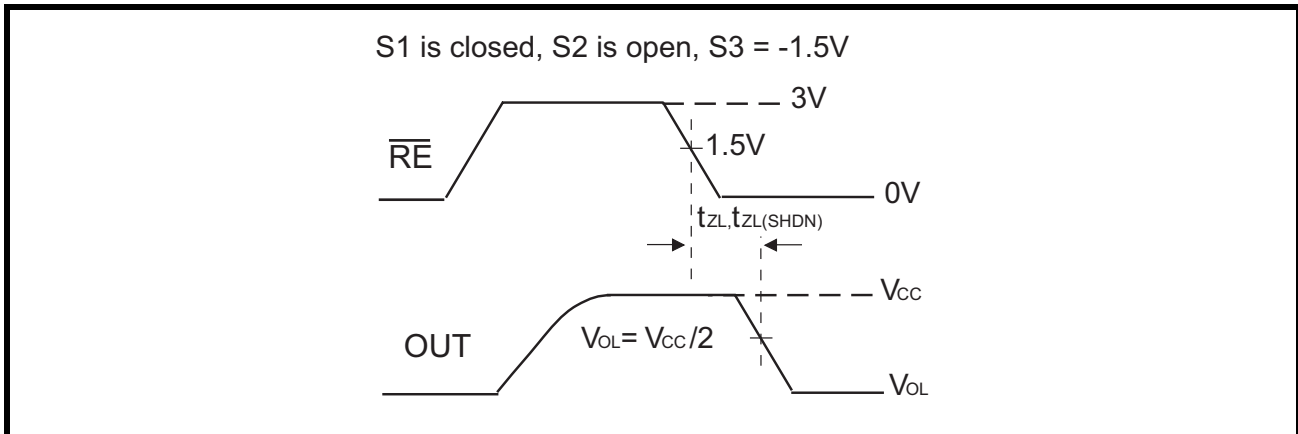 S1 is closed, S2 is open, S3 = -1.5V
3V
1.5V
RE
0V
tZL,tZL(SHDN)
VCC
VOL= VCC/2
OUT
VOL